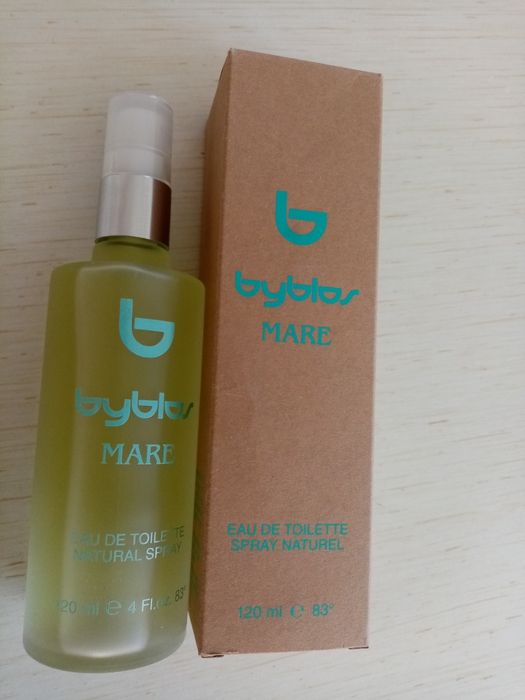 b
byblos
MARE
EAU DE TOILETTE
NATURAL SPRAY
120 ml e 4 Fl.oz. 83°
b
byblos
MARE
EAU DE TOILETTE
SPRAY NATUREL
120 ml e 83°